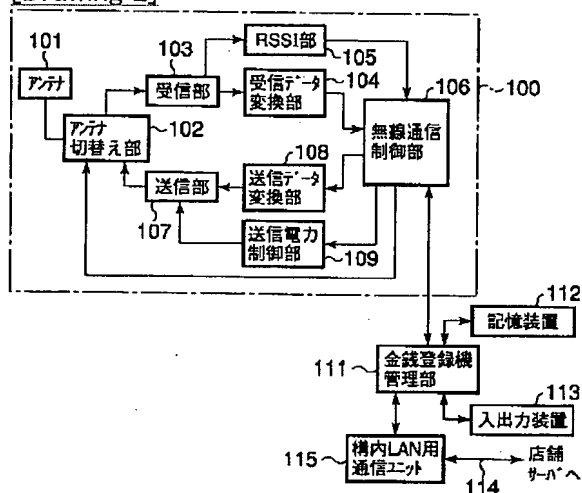 101
アンテナ
103
受信部
RSSI部
105
104
受信データ
変換部
106
無線通信
制御部
100
アンテナ
切替え部
102
108
送信部
107
送信データ
変換部
送信電力
制御部
109
112
記憶装置
111
金銭登録機
管理部
113
入出力装置
構内LAN用
通信ユニット
115
114
店舗
サーバへ